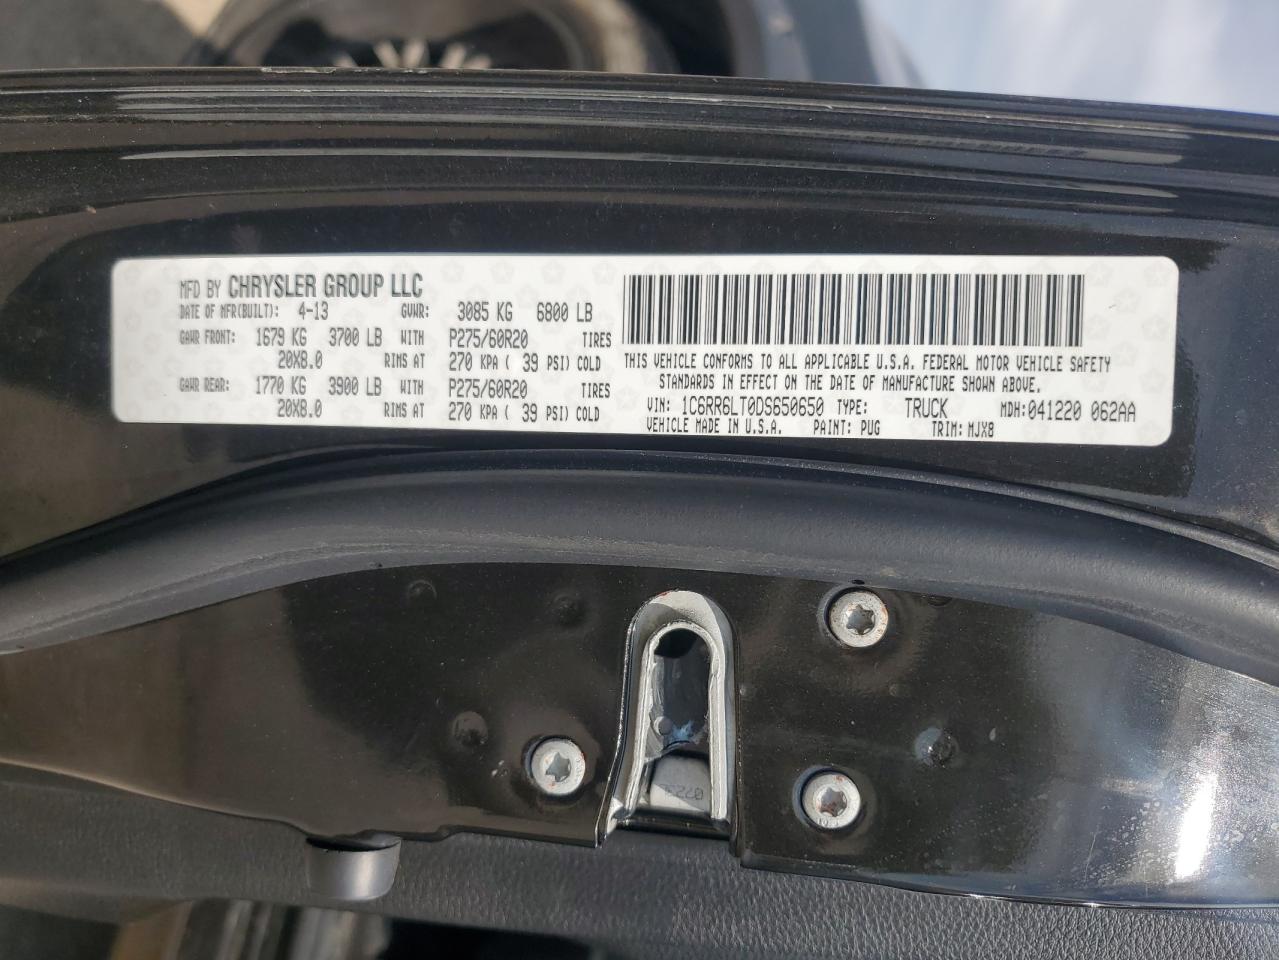 MFD BY CHRYSLER GROUP LLC
DATE OF MFR(BUILT): 4-13 GVWR: 3085 KG 6800 LB
GAWR FRONT: 1679 KG 3700 LB WITH P275/60R20 TIRES
20X8.0 RIMS AT 270 KPA ( 39 PSI) COLD
GAWR REAR: 1770 KG 3900 LB WITH P275/60R20 TIRES
20X8.0 RIMS AT 270 KPA ( 39 PSI) COLD
THIS VEHICLE CONFORMS TO ALL APPLICABLE U.S.A. FEDERAL MOTOR VEHICLE SAFETY
STANDARDS IN EFFECT ON THE DATE OF MANUFACTURE SHOWN ABOVE.
VIN: 1C6RR6LT0DS650650 TYPE: TRUCK MDH: 041220 062AA
VEHICLE MADE IN U.S.A. PAINT: PUG TRIM: MJX8